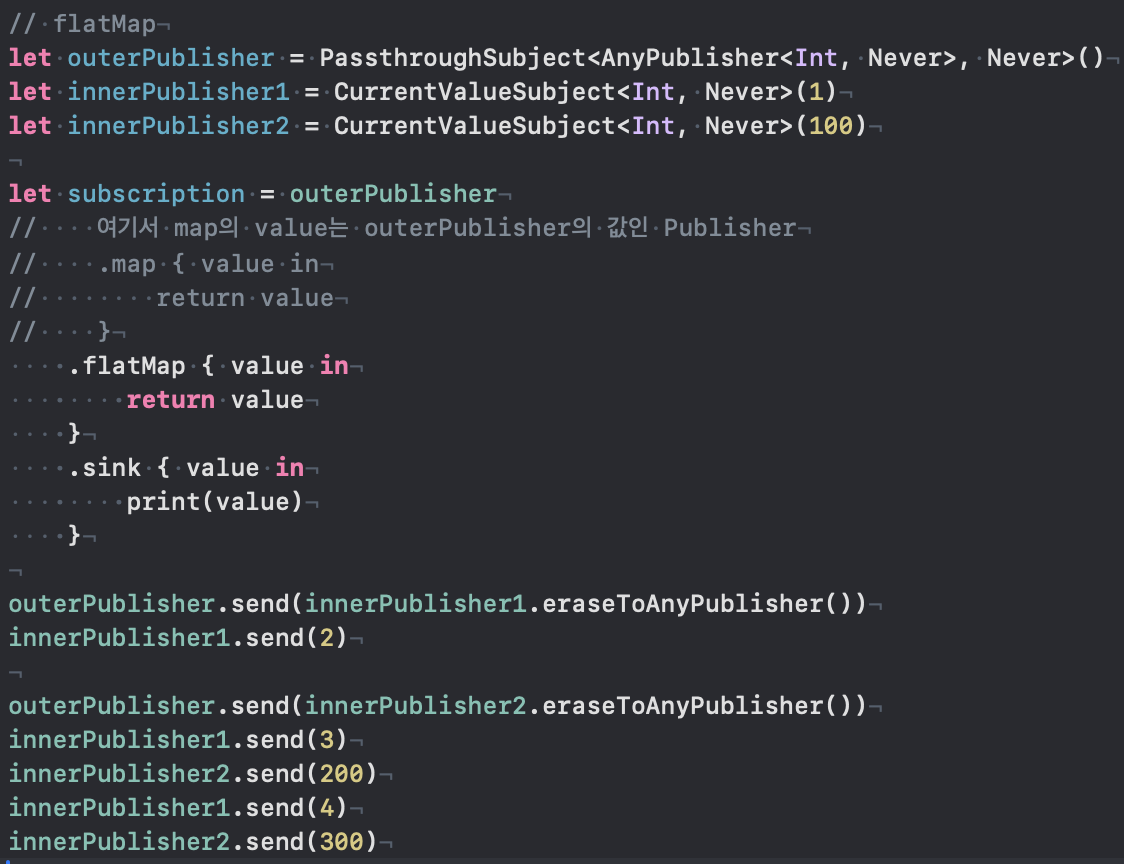 // flatMap
let outerPublisher = PassthroughSubject<AnyPublisher<Int, Never>, Never>()
let innerPublisher1 = CurrentValueSubject<Int, Never>(1)
let innerPublisher2 = CurrentValueSubject<Int, Never>(100)

let subscription = outerPublisher
//    여기서 map의 value는 outerPublisher의 값인 Publisher
//    .map { value in
//        return value
//    }
    .flatMap { value in
        return value
    }
    .sink { value in
        print(value)
    }

outerPublisher.send(innerPublisher1.eraseToAnyPublisher())
innerPublisher1.send(2)

outerPublisher.send(innerPublisher2.eraseToAnyPublisher())
innerPublisher1.send(3)
innerPublisher2.send(200)
innerPublisher1.send(4)
innerPublisher2.send(300)